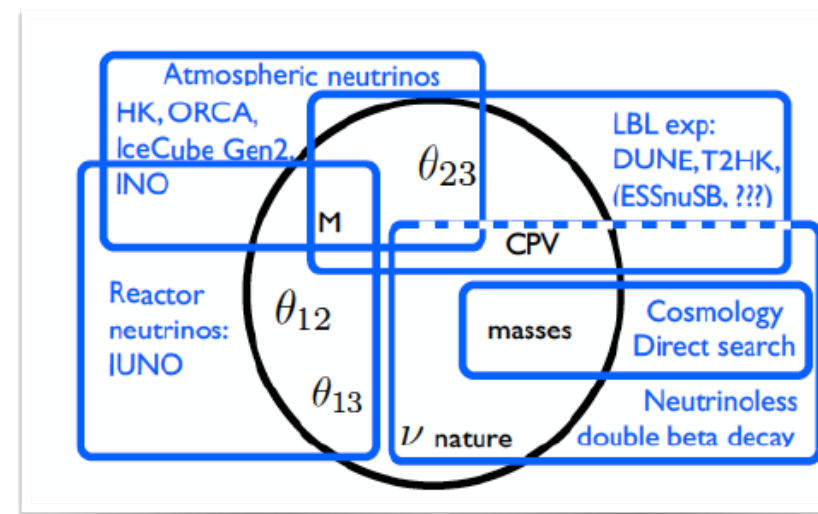 Atmospheric neutrinos
HK, ORCA,
IceCube Gen2,
INO
LBL exp:
DUNE, T2HK,
(ESSnuSB, ???)
θ23
M
CPV
Reactor
neutrinos:
JUNO
θ12
θ13
masses
Cosmology
Direct search
Neutrinoless
double beta decay
ν nature